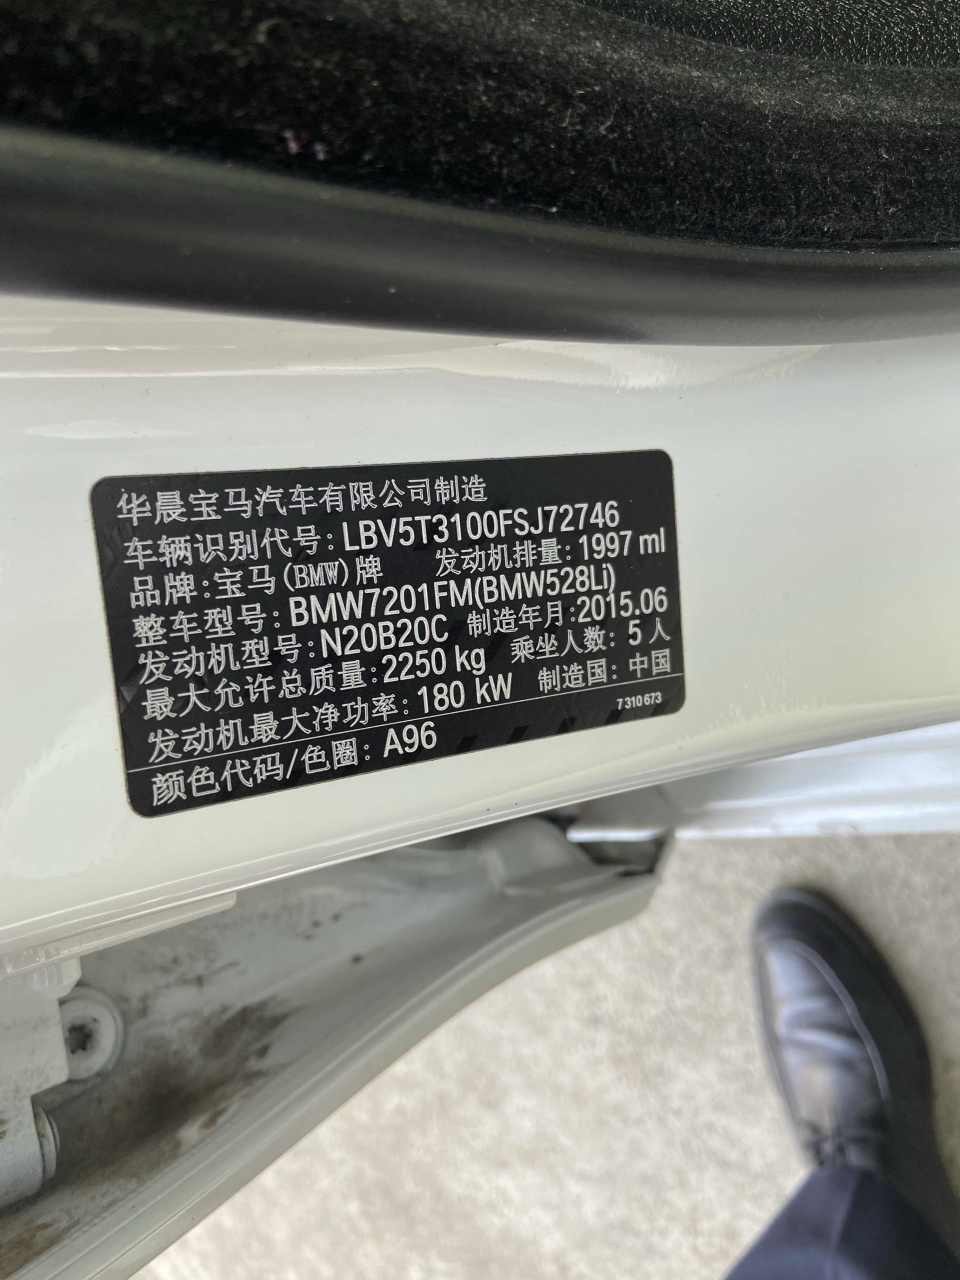 华晨宝马汽车有限公司制造
车辆识别代号: LBV5T3100FSJ72746
品牌: 宝马(BMW)牌 发动机排量: 1997 ml
整车型号: BMW7201FM(BMW528Li)
发动机型号: N20B20C 制造年月:2015.06
最大允许总质量: 2250 kg 乘坐人数: 5 人
发动机最大净功率: 180 kW 制造国: 中国
颜色代码/色圈: A96
7 310 673